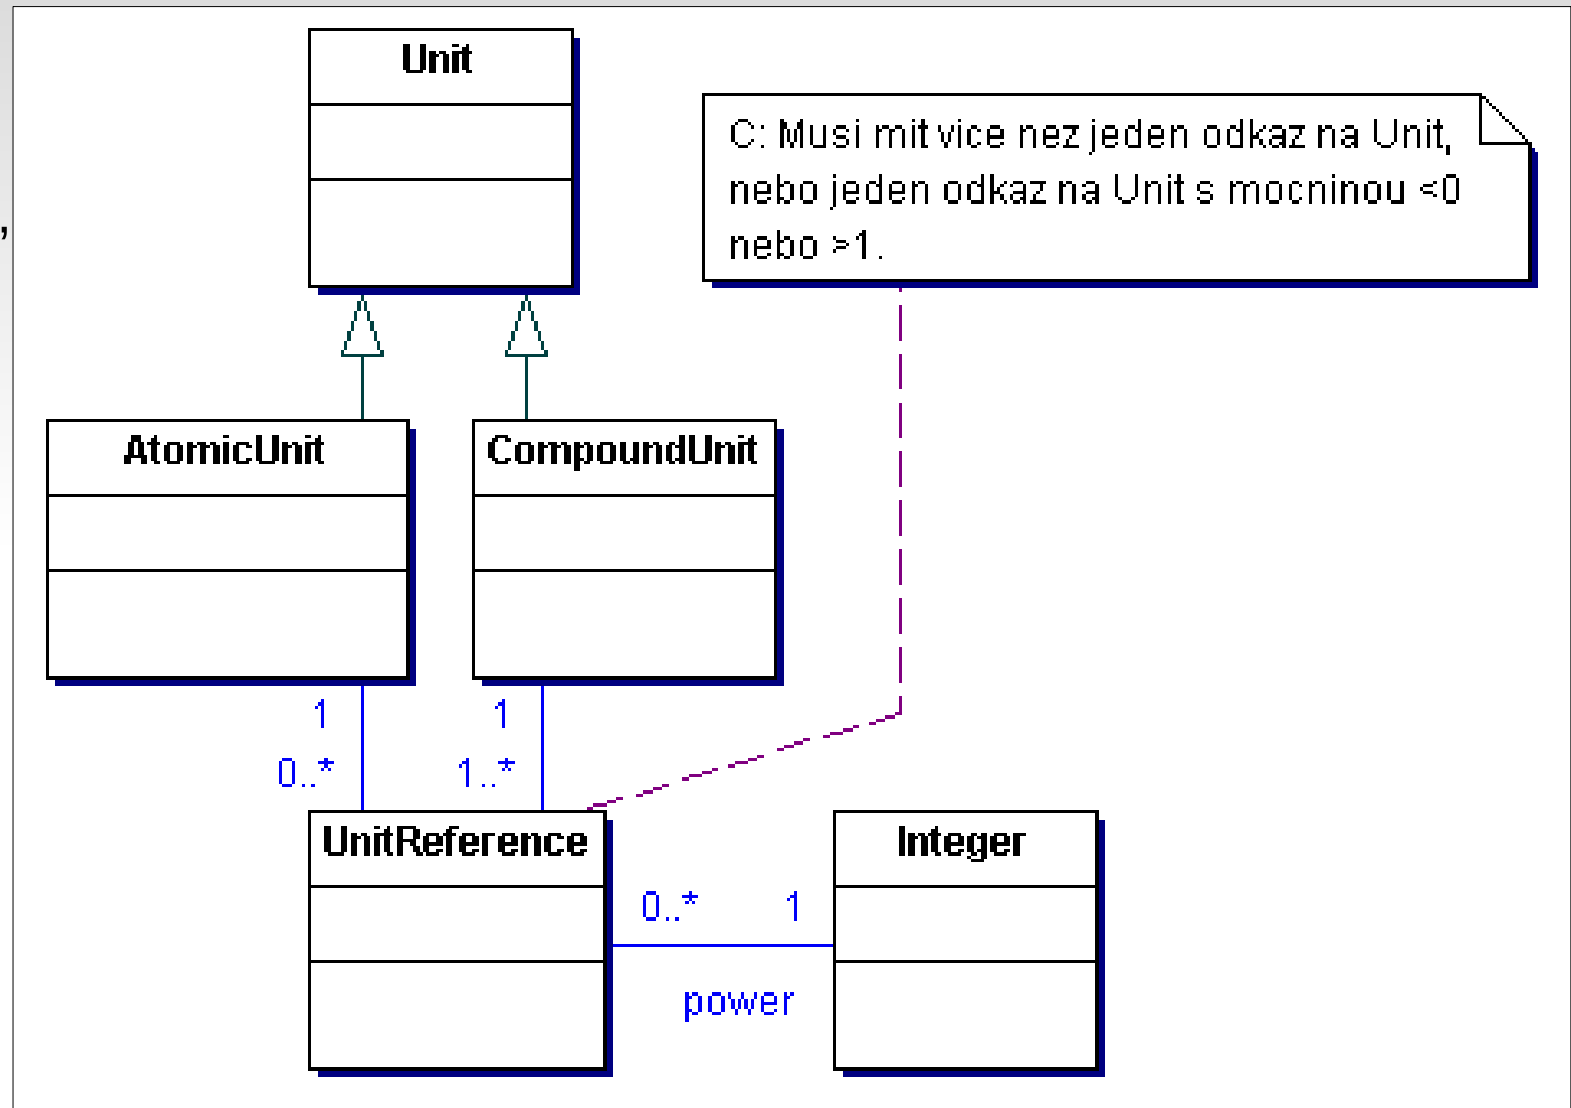 Unit
C: Musi mit vice nez jeden odkaz na Unit,
nebo jeden odkaz na Unit s mocninou <0
nebo >1.
,
AtomicUnit
CompoundUnit
1
1
0..*
1..*
UnitReference
Integer
0..*
1
power